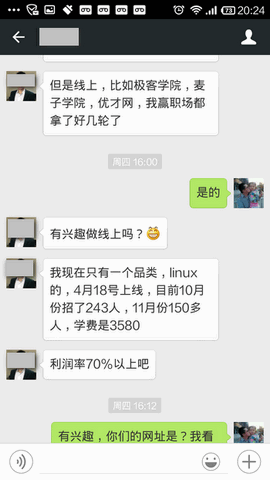 73 20:24
但是线上，比如极客学院，麦
子学院，优才网，我赢职场都
拿了好几轮了
周四 16:00
是的
有兴趣做线上吗？
我现在只有一个品类，linux
的，4月18号上线，目前10月
份招了243人，11月份150多
人，学费是3580
利润率70%以上吧
周四 16:12
有兴趣，你们的网址是？我看